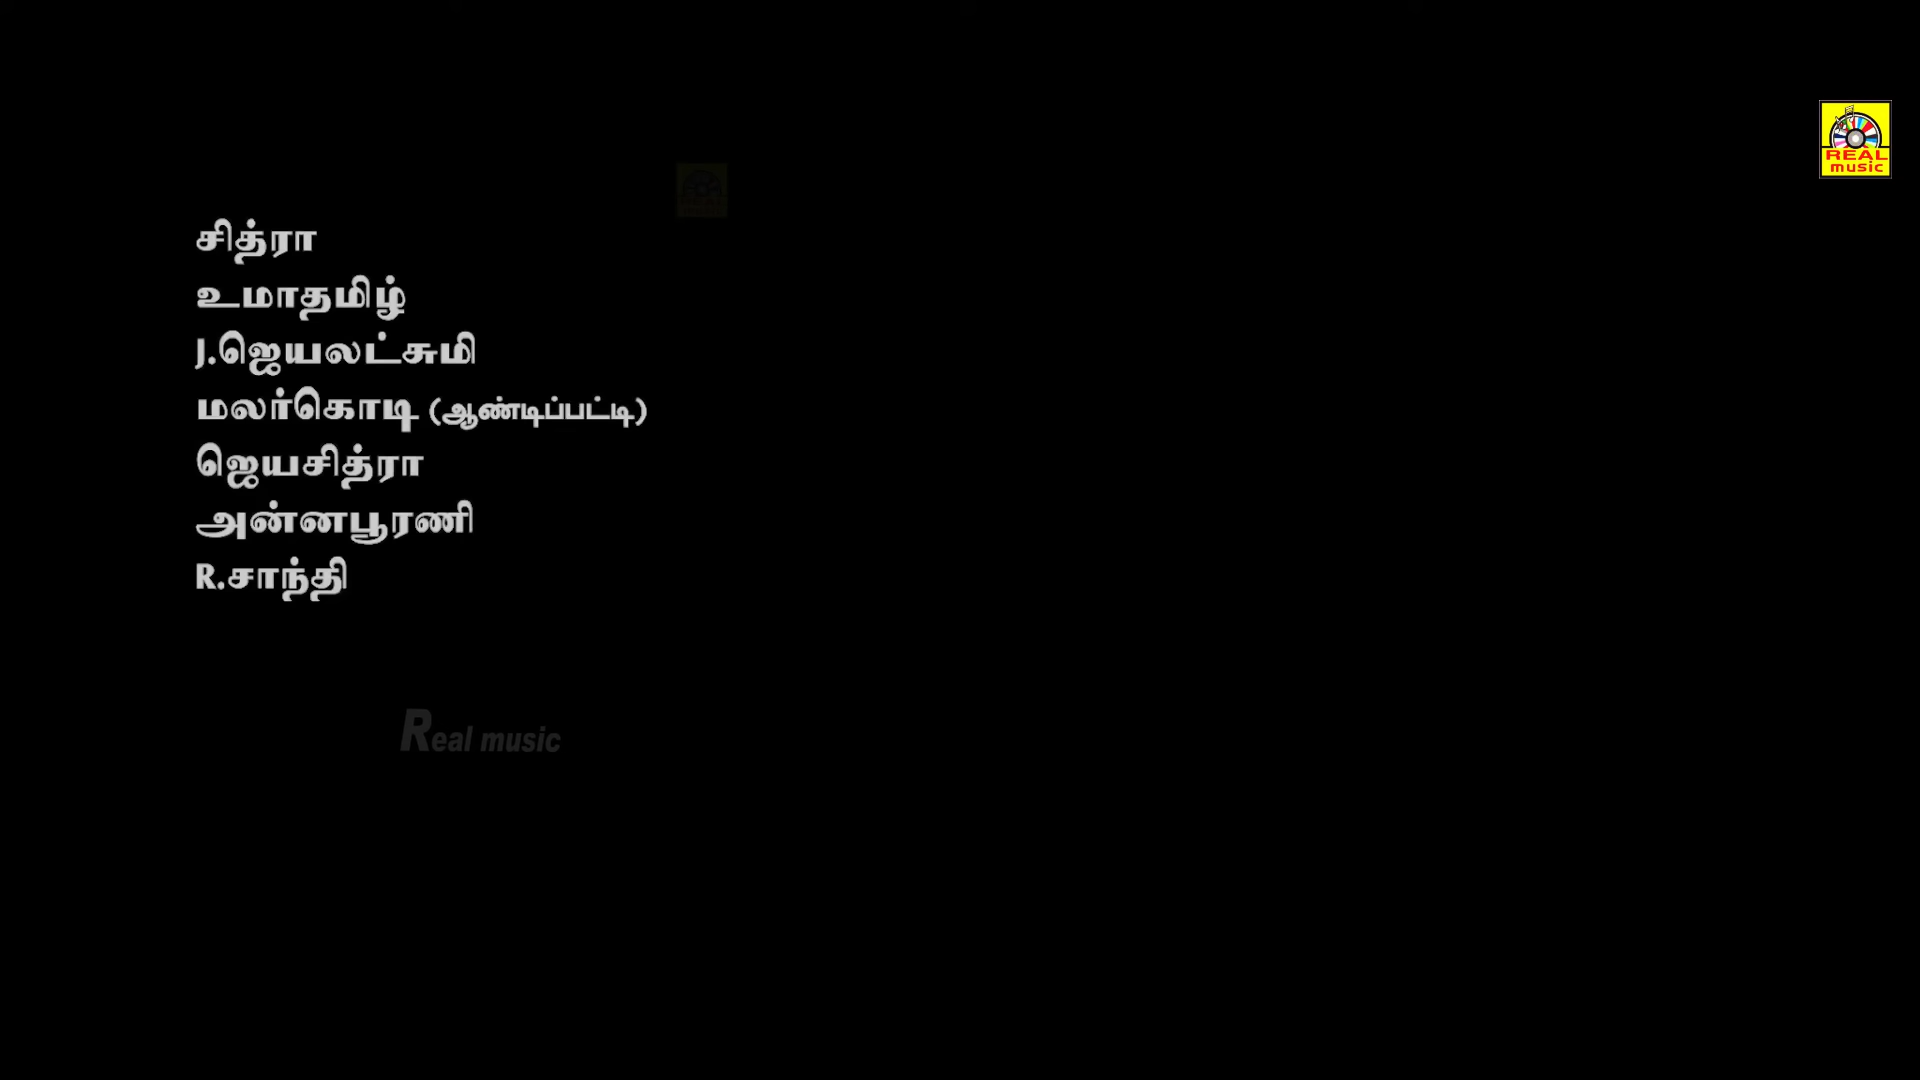 REAL
music
சித்ரா
உமாதமிழ்
J.ஜெயலட்சுமி
மலர்கொடி (ஆண்டிப்பட்டி)
ஜெயசித்ரா
அன்னபூரணி
R.சாந்தி
Real music